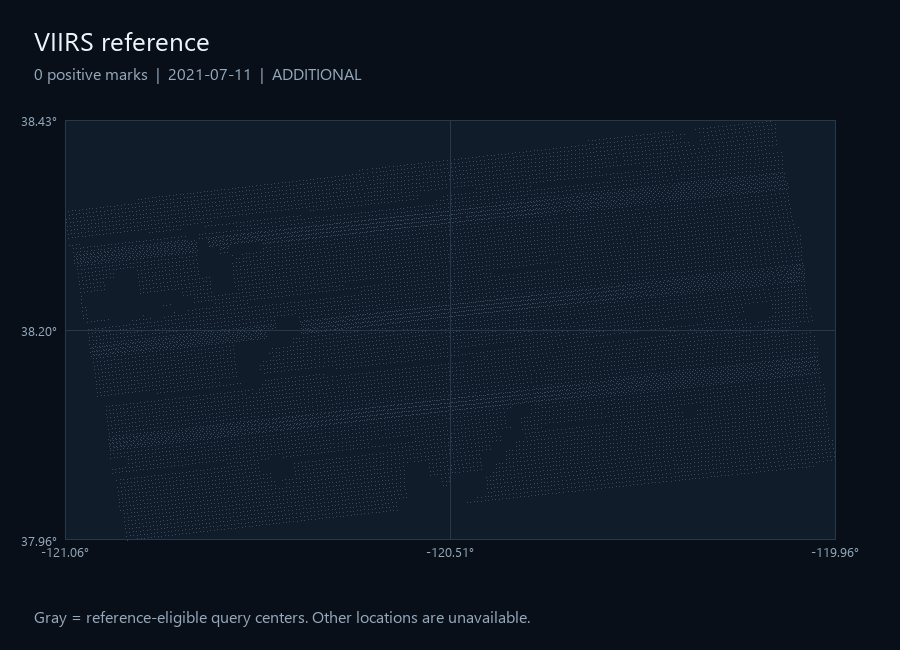 VIIRS reference
0 positive marks | 2021-07-11 | ADDITIONAL
38.43°
38.20°
37.96°
-121.06° -120.51° -119.96°
Gray = reference-eligible query centers. Other locations are unavailable.